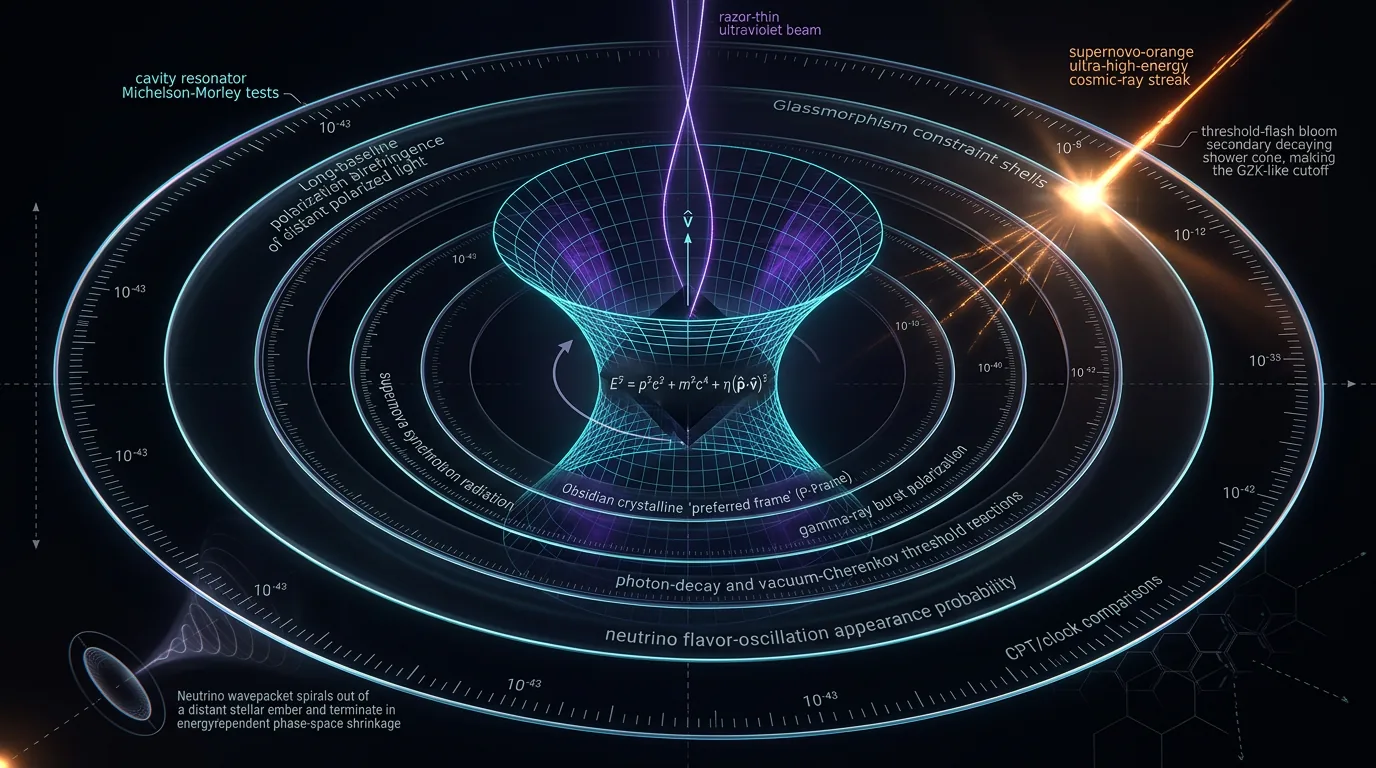 razor-thin
ultraviolet beam
supernovo-orange
ultra-high-energy
cosmic-ray streak
cavity resonator
Michelson-Morley tests
10⁻⁴³
Glassmorphism constraint shells
10⁻⁸
threshold-flash bloom
secondary decaying
shower cone, making
the GZK-like cutoff
Long-baseline
polarization birefringence
of distant polarized light
v̂
10⁻¹²
10⁻⁴⁹
10⁻⁴³
10⁻³³
10⁻⁴⁰
10⁻⁴²
supernova synchrotron radiation
10⁻⁴³
Obsidian crystalline 'preferred frame' (P-Praine)
gamma-ray burst polarization
10⁻⁴²
photon-decay and vacuum-Cherenkov threshold reactions
neutrino flavor-oscillation appearance probability
CPT/clock comparisons
10⁻⁴³
10⁻⁴³
10⁻⁴³
Neutrino wavepacket spirals out of
a distant stellar ember and terminate in
energyrependent phase-space shrinkage